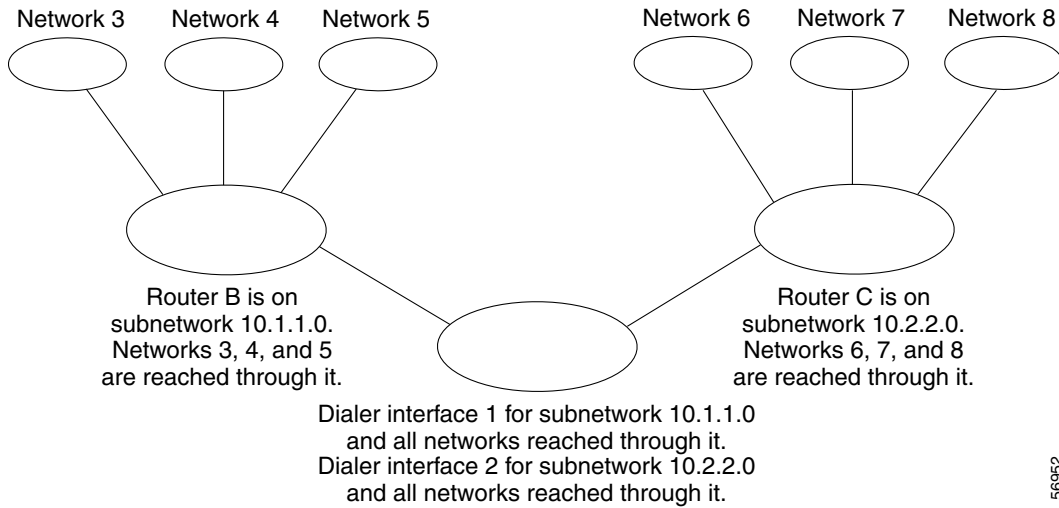 Network 3
Network 4
Network 5
Network 6
Network 7
Network 8
Router B is on
subnetwork 10.1.1.0.
Networks 3, 4, and 5
are reached through it.
Router C is on
subnetwork 10.2.2.0.
Networks 6, 7, and 8
are reached through it.
Dialer interface 1 for subnetwork 10.1.1.0
and all networks reached through it.
Dialer interface 2 for subnetwork 10.2.2.0
and all networks reached through it.
56952